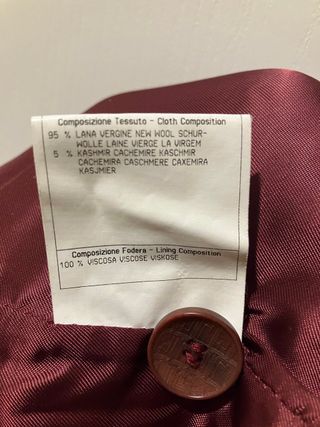 Composizione Tessuto - Cloth Composition
95 % LANA VERGINE NEW WOOL SCHUR-
WOLLE LAINE VIERGE LA VIRGEM
5 % KASHMIR CACHEMIRE KASCHMIR
CACHEMIRA CASCHMERE CAXEMIRA
KASJMIER
Composizione Fodera - Lining Composition
100 % VISCOSA VISCOSE VISKOSE